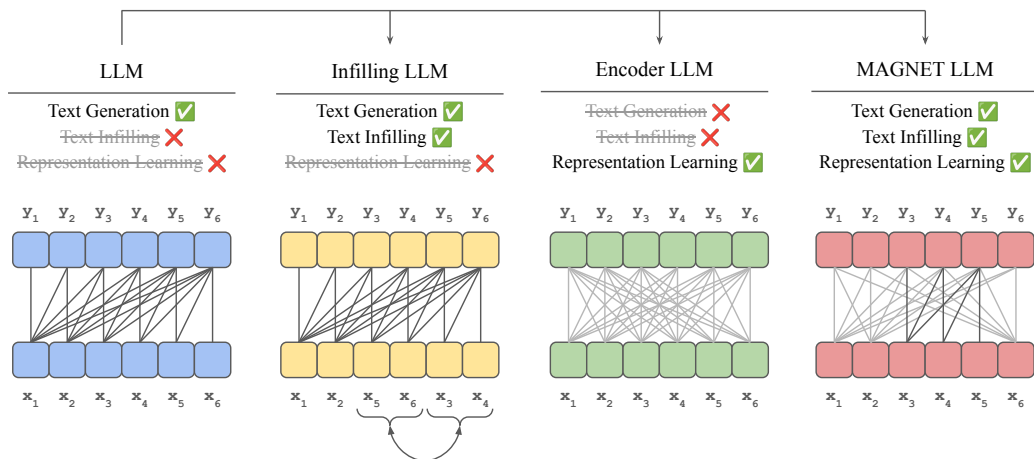 LLM
Infilling LLM
Encoder LLM
MAGNET LLM
Text Generation ✅
Text Infilling ❌
Representation Learning ❌
Text Generation ✅
Text Infilling ✅
Representation Learning ❌
Text Generation ❌
Text Infilling ❌
Representation Learning ✅
Text Generation ✅
Text Infilling ✅
Representation Learning ✅
y1 y2 y3 y4 y5 y6
y1 y2 y3 y4 y5 y6
y1 y2 y3 y4 y5 y6
y1 y2 y3 y4 y5 y6
x1 x2 x3 x4 x5 x6
x1 x2 x5 x6 x3 x4
x1 x2 x3 x4 x5 x6
x1 x2 x3 x4 x5 x6